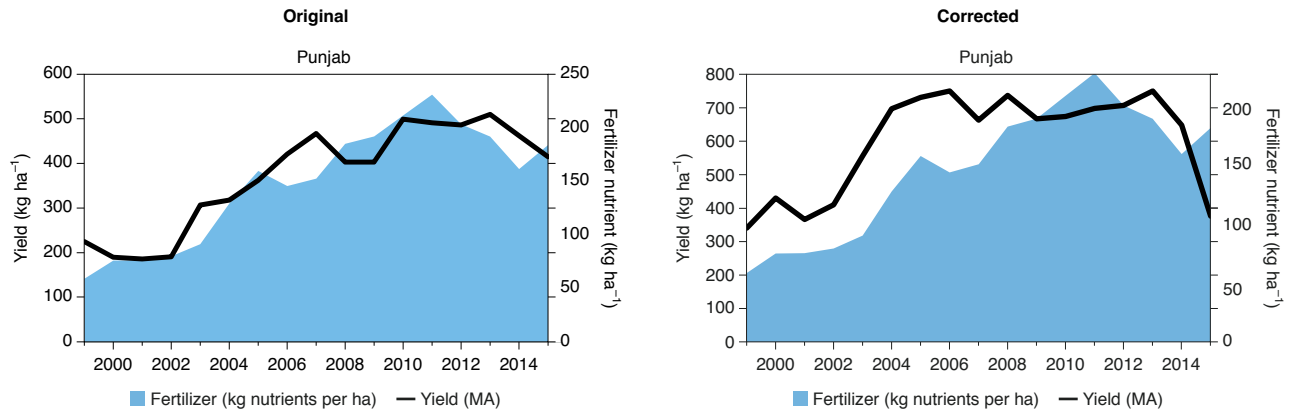 Original
Punjab
600
500
400
300
200
100
0
Yield (kg ha⁻¹)
250
200
150
100
50
0
Fertilizer nutrient (kg ha⁻¹)
2000 2002 2004 2006 2008 2010 2012 2014
Fertilizer (kg nutrients per ha) Yield (MA)
Corrected
Punjab
800
700
600
500
400
300
200
100
0
Yield (kg ha⁻¹)
200
150
100
50
0
Fertilizer nutrient (kg ha⁻¹)
2000 2002 2004 2006 2008 2010 2012 2014
Fertilizer (kg nutrients per ha) Yield (MA)